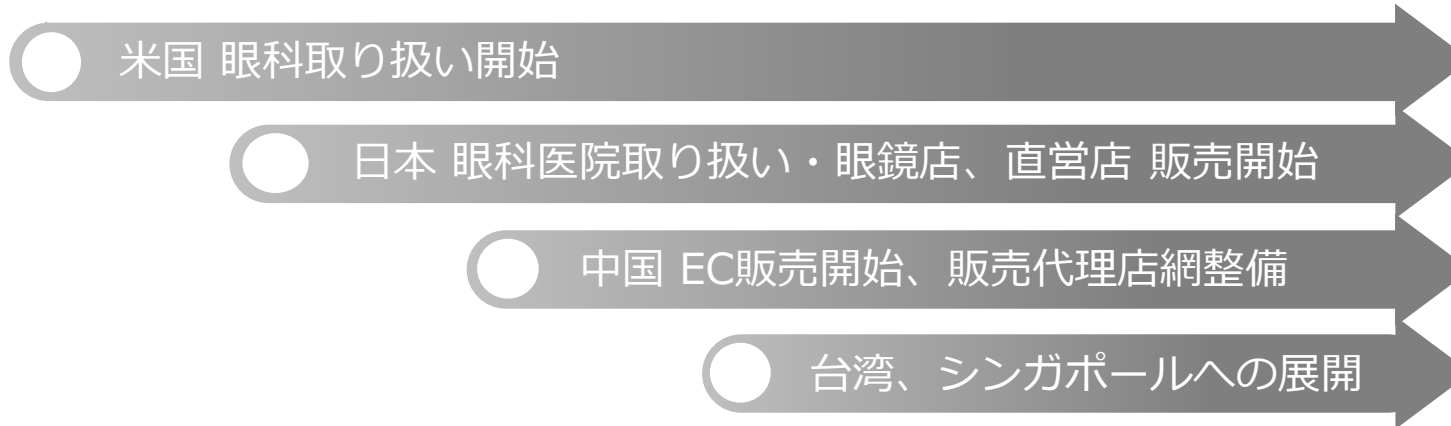 米国 眼科取り扱い開始
日本 眼科医院取り扱い・眼鏡店、直営店 販売開始
中国 EC販売開始、販売代理店網整備
台湾、シンガポールへの展開